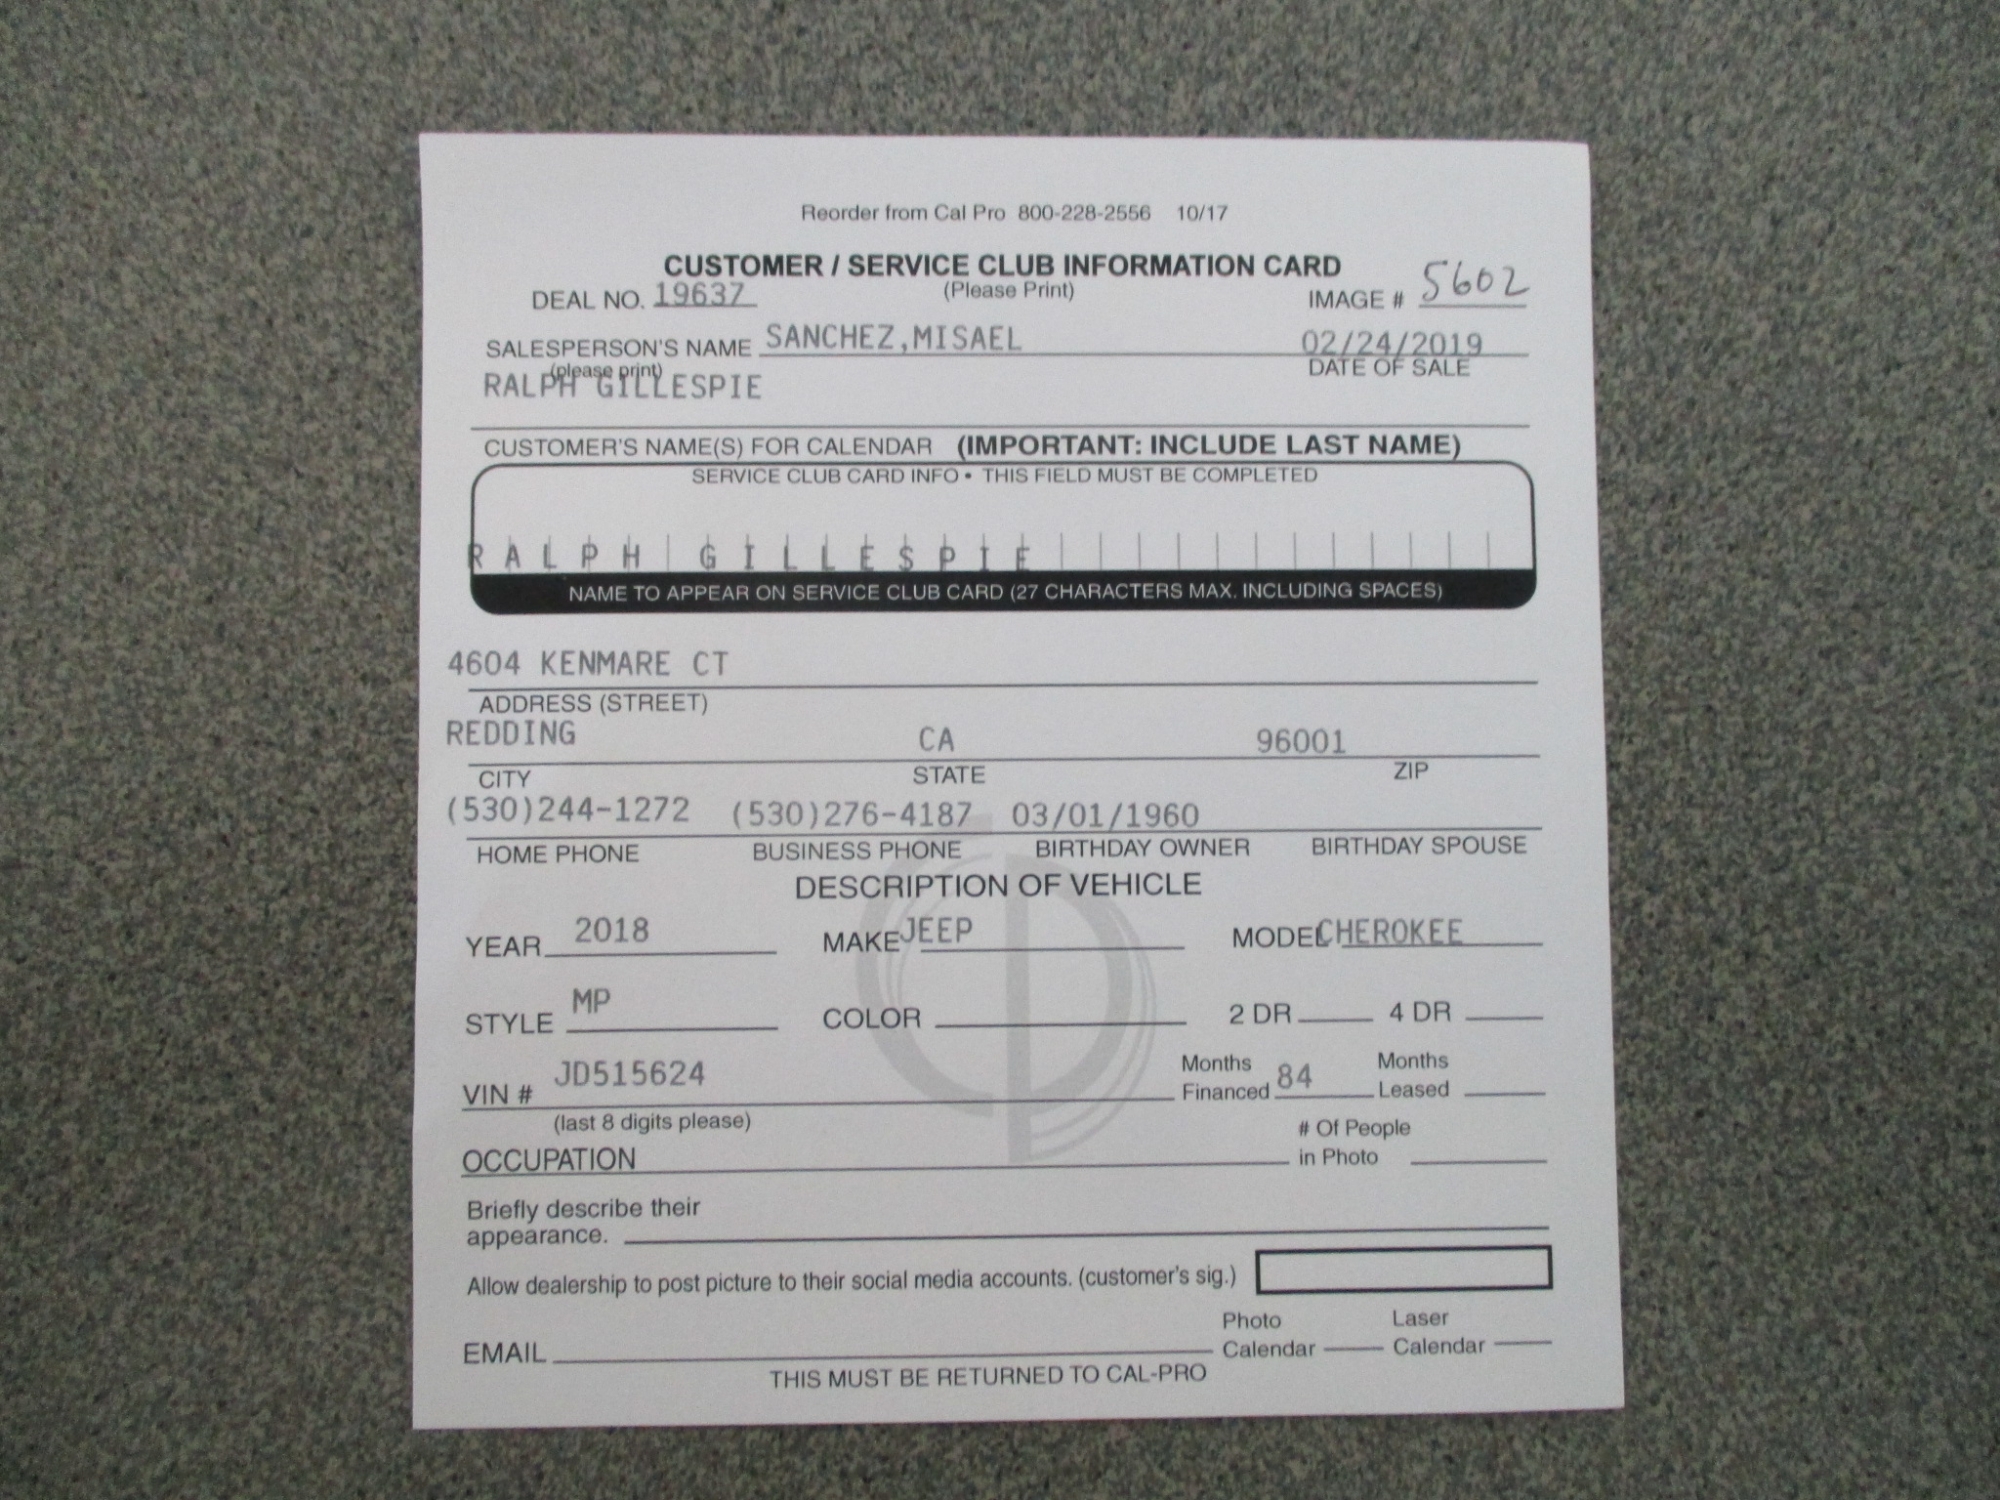 Reorder from Cal Pro 800-228-2556 10/17
CUSTOMER / SERVICE CLUB INFORMATION CARD
DEAL NO. 19637 (Please Print) IMAGE # 5602
SALESPERSON'S NAME SANCHEZ,MISAEL 02/24/2019
(please print) DATE OF SALE
RALPH GILLESPIE
CUSTOMER'S NAME(S) FOR CALENDAR (IMPORTANT: INCLUDE LAST NAME)
SERVICE CLUB CARD INFO • THIS FIELD MUST BE COMPLETED
RALPH GILLESPIE
NAME TO APPEAR ON SERVICE CLUB CARD (27 CHARACTERS MAX. INCLUDING SPACES)
4604 KENMARE CT
ADDRESS (STREET)
REDDING CA 96001
CITY STATE ZIP
(530)244-1272 (530)276-4187 03/01/1960
HOME PHONE BUSINESS PHONE BIRTHDAY OWNER BIRTHDAY SPOUSE
DESCRIPTION OF VEHICLE
YEAR 2018 MAKE JEEP MODEL CHEROKEE
STYLE MP COLOR 2 DR 4 DR
VIN # JD515624 Months Financed 84 Months Leased
(last 8 digits please)
OCCUPATION # Of People in Photo
Briefly describe their
appearance.
Allow dealership to post picture to their social media accounts. (customer's sig.)
EMAIL Photo Calendar Laser Calendar
THIS MUST BE RETURNED TO CAL-PRO